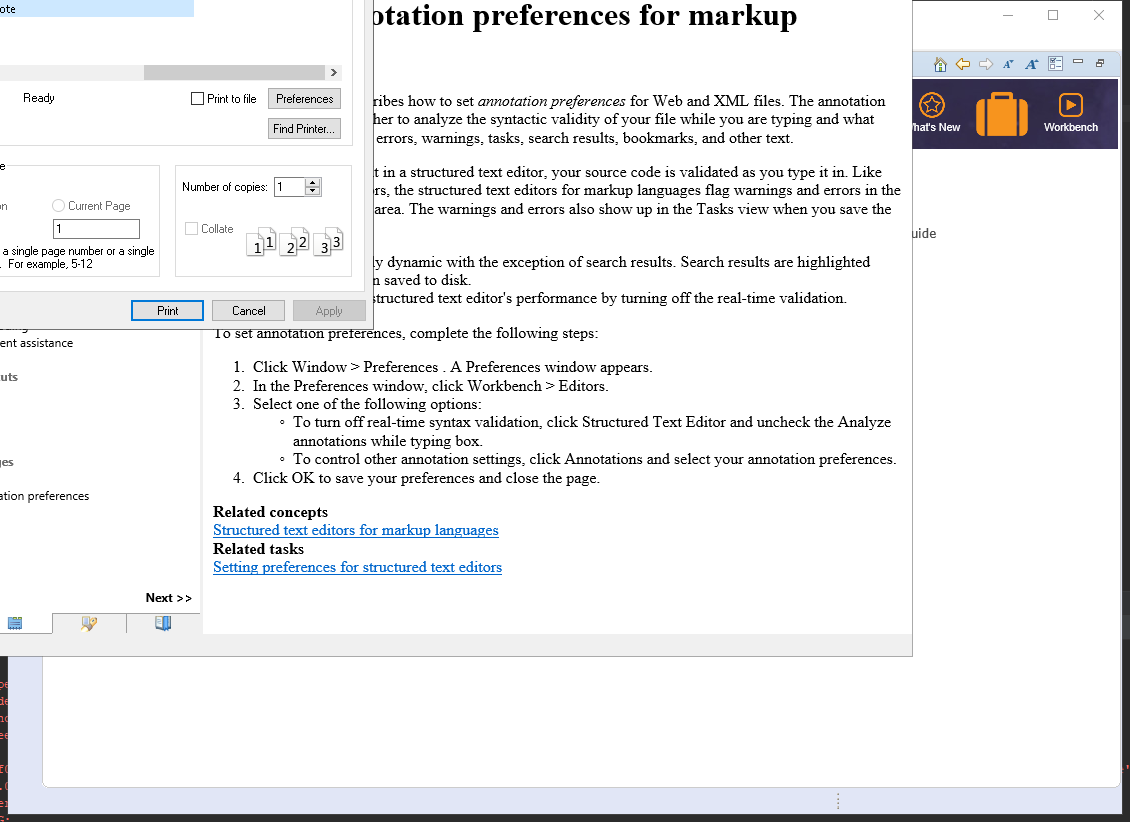 ote
otation preferences for markup
Ready
Print to file
Preferences
Find Printer...
Number of copies: 1
Current Page
Collate
1
1 1 2 2 3 3
a single page number or a single
For example, 5-12
Print
Cancel
Apply
ribes how to set annotation preferences for Web and XML files. The annotation
her to analyze the syntactic validity of your file while you are typing and what
errors, warnings, tasks, search results, bookmarks, and other text.
t in a structured text editor, your source code is validated as you type it in. Like
rs, the structured text editors for markup languages flag warnings and errors in the
area. The warnings and errors also show up in the Tasks view when you save the
y dynamic with the exception of search results. Search results are highlighted
n saved to disk.
structured text editor's performance by turning off the real-time validation.
To set annotation preferences, complete the following steps:
1. Click Window > Preferences . A Preferences window appears.
2. In the Preferences window, click Workbench > Editors.
3. Select one of the following options:
◦ To turn off real-time syntax validation, click Structured Text Editor and uncheck the Analyze
annotations while typing box.
◦ To control other annotation settings, click Annotations and select your annotation preferences.
4. Click OK to save your preferences and close the page.
Related concepts
Structured text editors for markup languages
Related tasks
Setting preferences for structured text editors
ent assistance
uts
ges
ation preferences
Next >>
hat's New
Workbench
uide